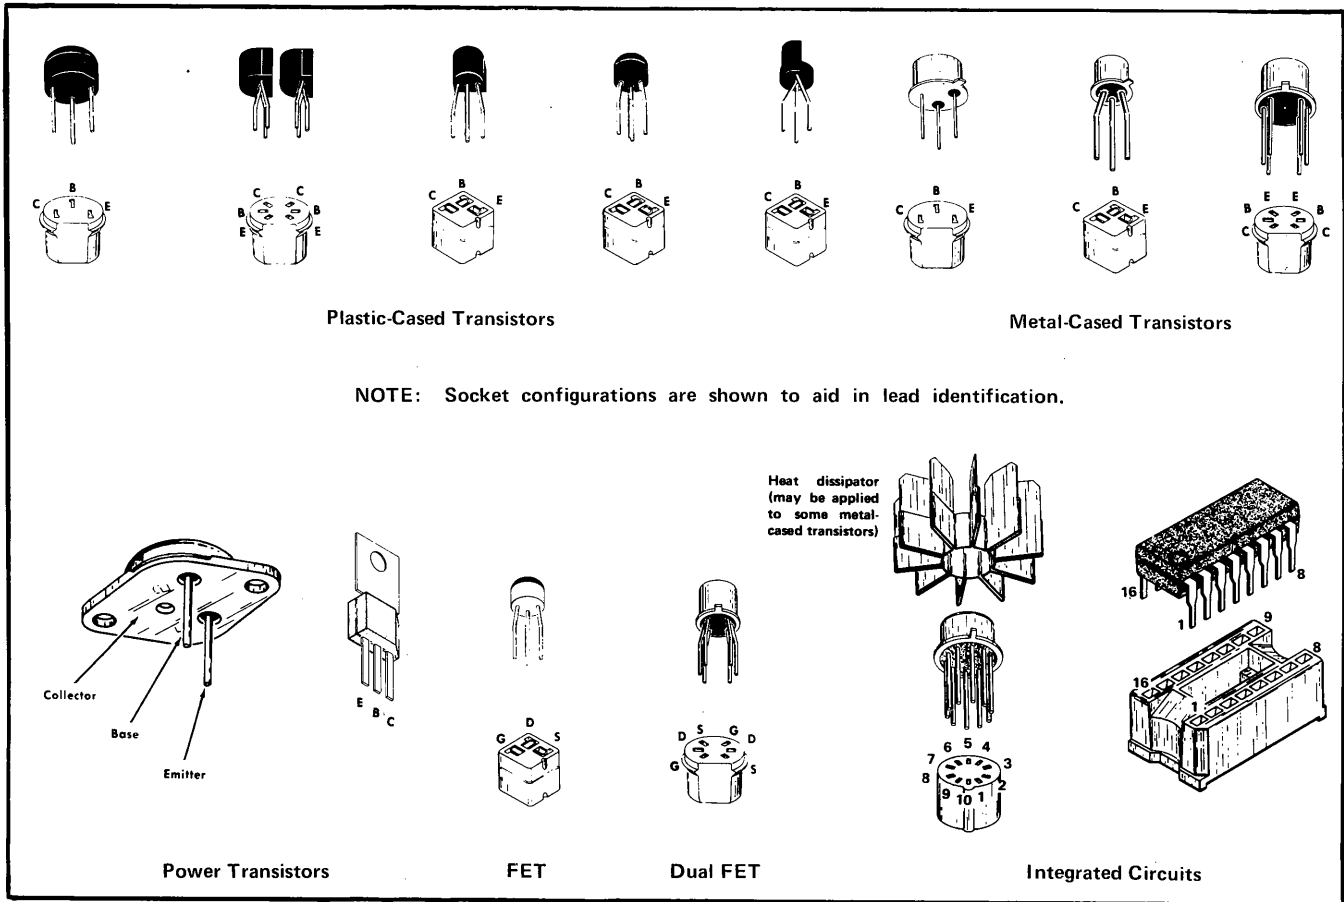 B
C E
C C
B B
E E
B
C E
B
C E
B
C E
B
C E
B
C E
E E
B B
C C
Plastic-Cased Transistors
Metal-Cased Transistors
NOTE: Socket configurations are shown to aid in lead identification.
Heat dissipator
(may be applied
to some metal-
cased transistors)
Collector
Base
Emitter
E
B
C
D
G S
S G
D D
G S
5
6 4
7 3
8 2
9 10 1
16
8
1
9
8
16
1
Power Transistors
FET
Dual FET
Integrated Circuits